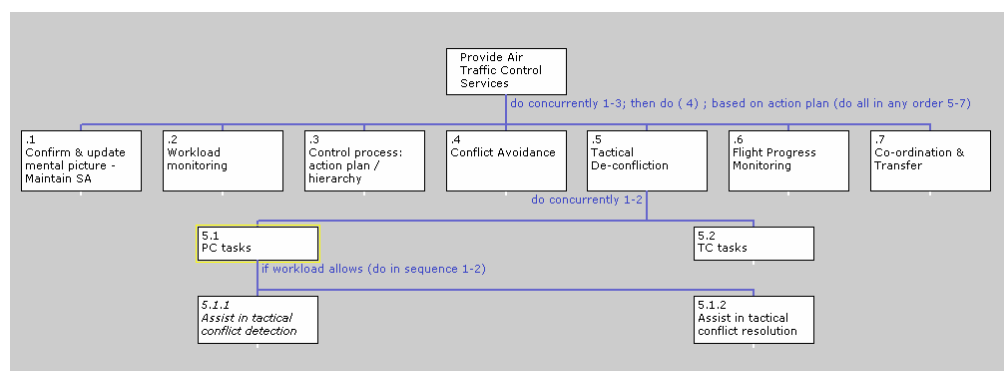 Provide Air
Traffic Control
Services
do concurrently 1-3; then do ( 4) ; based on action plan (do all in any order 5-7)
.1
Confirm & update
mental picture -
Maintain SA
.2
Workload
monitoring
.3
Control process:
action plan /
hierarchy
.4
Conflict Avoidance
.5
Tactical
De-confliction
.6
Flight Progress
Monitoring
.7
Co-ordination &
Transfer
do concurrently 1-2
5.1
PC tasks
5.2
TC tasks
if workload allows (do in sequence 1-2)
5.1.1
Assist in tactical
conflict detection
5.1.2
Assist in tactical
conflict resolution